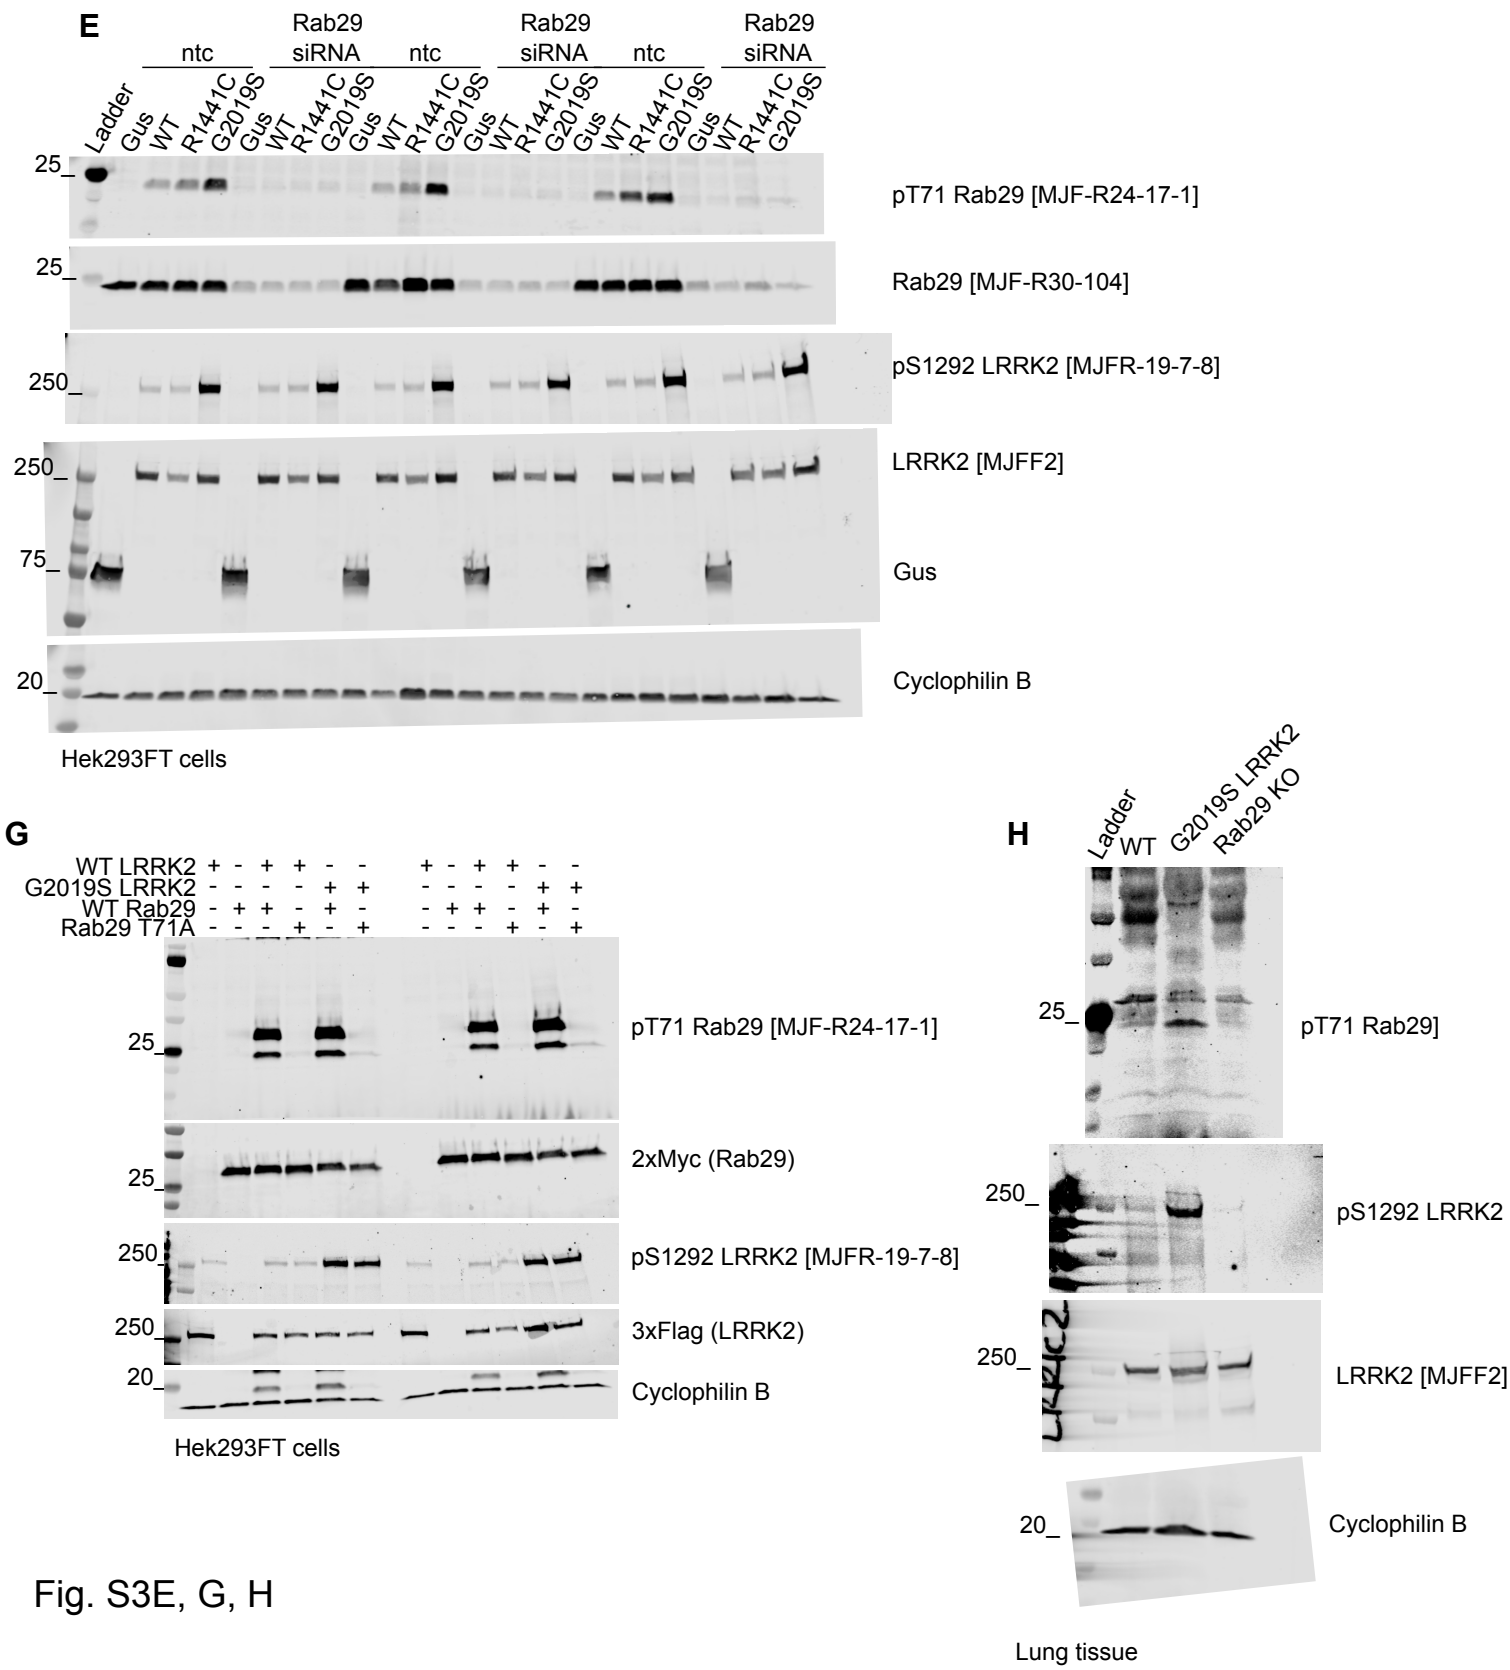 E
Rab29 Rab29 Rab29
ntc siRNA ntc siRNA ntc siRNA
Ladder Gus WT R1441C G2019S Gus WT R1441C G2019S Gus WT R1441C G2019S Gus WT R1441C G2019S Gus WT R1441C G2019S Gus WT R1441C G2019S
25_
pT71 Rab29 [MJF-R24-17-1]
25_
Rab29 [MJF-R30-104]
250_
pS1292 LRRK2 [MJFR-19-7-8]
250_
LRRK2 [MJFF2]
75_
Gus
20_
Cyclophilin B
Hek293FT cells
G
WT LRRK2 + - + + - - + - + + - -
G2019S LRRK2 - - - - + + - - - - + +
WT Rab29 - + + - + - - + + - + -
Rab29 T71A - - - + - + - - - + - +
25_
pT71 Rab29 [MJF-R24-17-1]
25_
2xMyc (Rab29)
250_
pS1292 LRRK2 [MJFR-19-7-8]
250_
3xFlag (LRRK2)
20_
Cyclophilin B
Hek293FT cells
H
Ladder WT G2019S LRRK2 Rab29 KO
25_
pT71 Rab29]
250_
pS1292 LRRK2
250_
LRRK2 [MJFF2]
20_
Cyclophilin B
Lung tissue
Fig. S3E, G, H